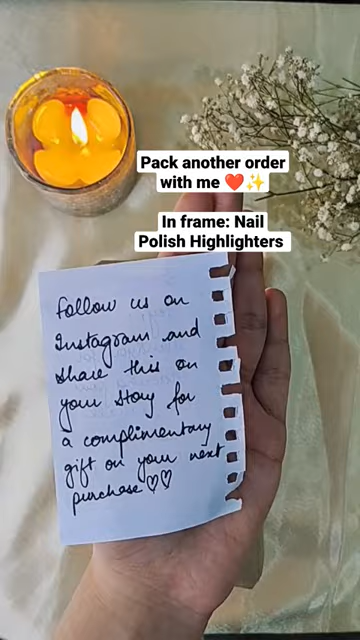 Pack another order
with me ❤️✨
In frame: Nail
Polish Highlighters
Follow us on
Instagram and
share this on
your story for
a complimentary
gift on your next
purchase ♡♡